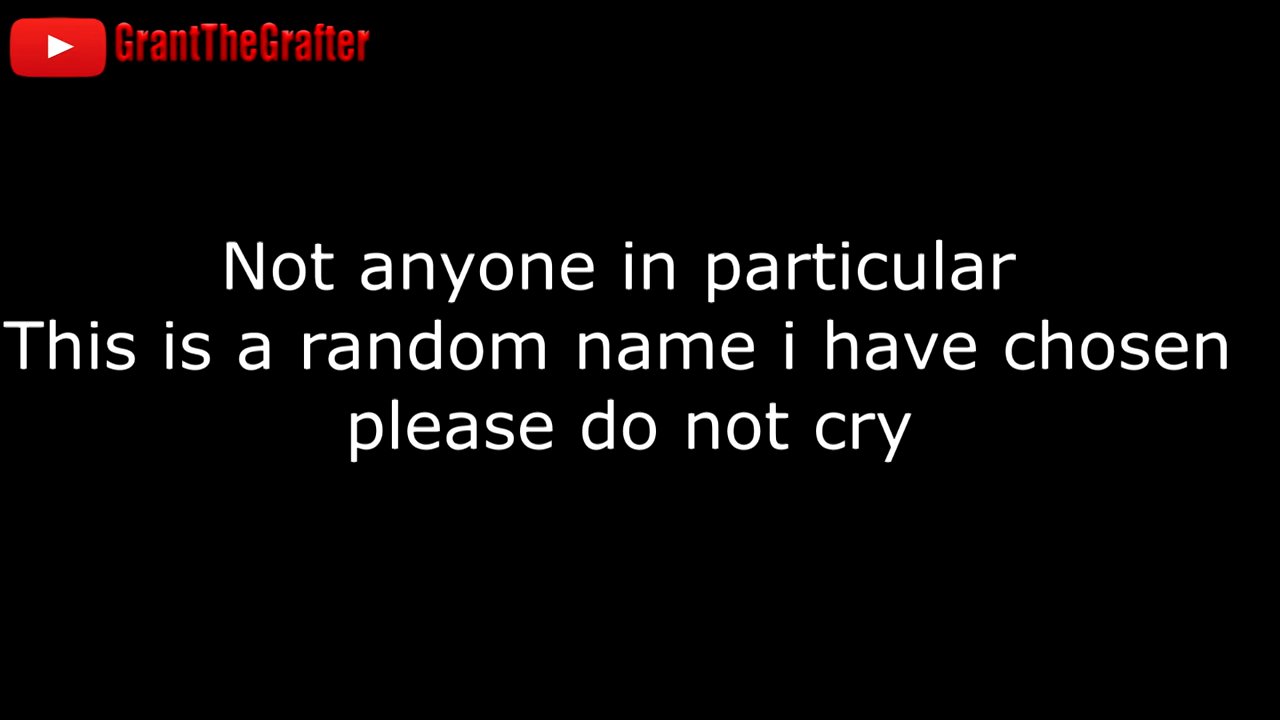 GrantTheGrafter
Not anyone in particular
This is a random name i have chosen
please do not cry